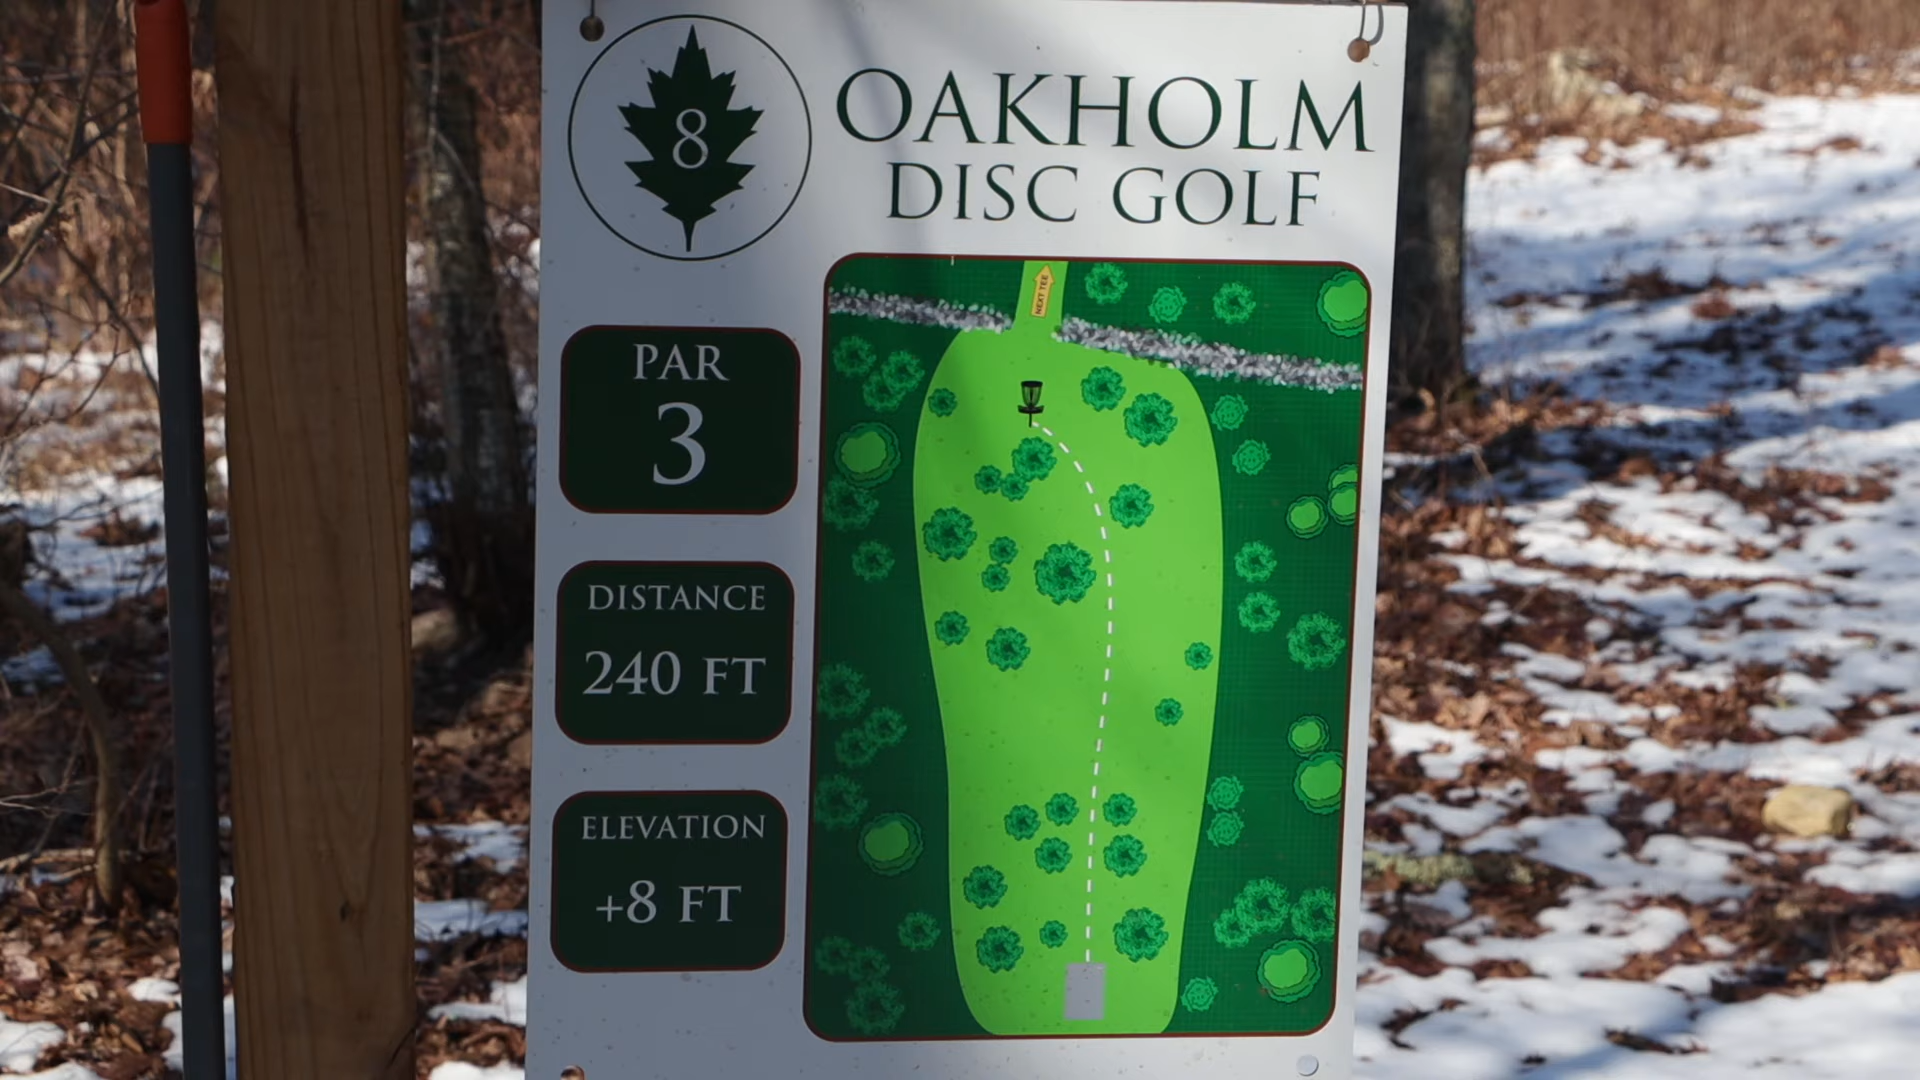 8
OAKHOLM
DISC GOLF
NEXT TEE
PAR
3
DISTANCE
240 FT
ELEVATION
+8 FT